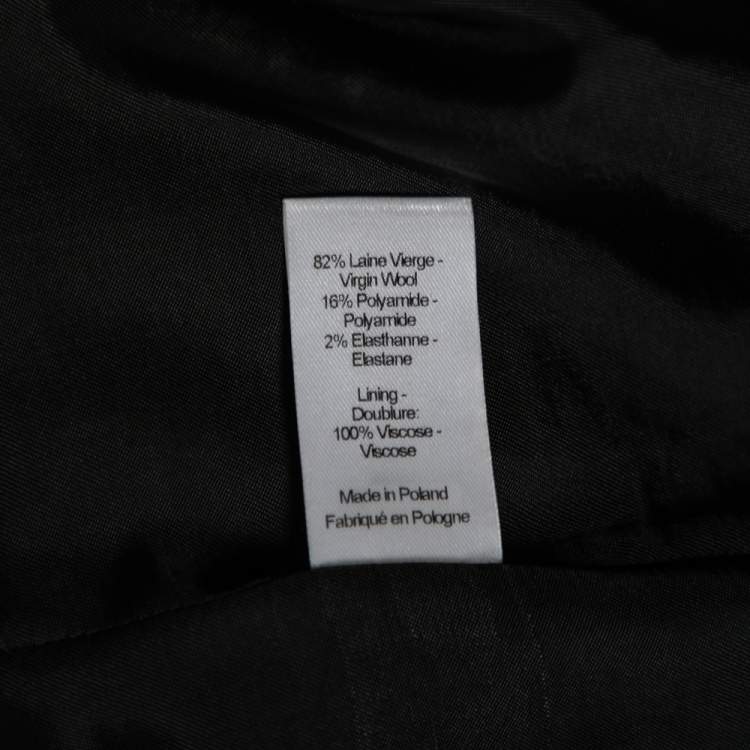 82% Laine Vierge -
Virgin Wool
16% Polyamide -
Polyamide
2% Elasthanne -
Elastane
Lining -
Doublure:
100% Viscose -
Viscose
Made in Poland
Fabriqué en Pologne